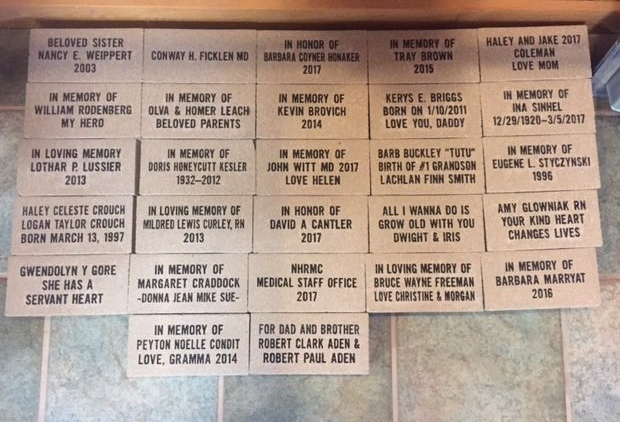 BELOVED SISTER
NANCY E. WEIPPERT
2003
CONWAY H. FICKLEN MD
IN HONOR OF
BARBARA COYNER HONAKER
2017
IN MEMORY OF
TRAY BROWN
2015
HALEY AND JAKE 2017
COLEMAN
LOVE MOM
IN MEMORY OF
WILLIAM RODENBERG
MY HERO
IN MEMORY OF
OLVA & HOMER LEACH
BELOVED PARENTS
IN MEMORY OF
KEVIN BROVICH
2014
KERYS E. BRIGGS
BORN ON 1/10/2011
LOVE YOU, DADDY
IN MEMORY OF
INA SINHEL
12/29/1920–3/5/2017
IN LOVING MEMORY
LOTHAR P. LUSSIER
2013
IN MEMORY OF
DORIS HONEYCUTT KESLER
1932–2012
IN MEMORY OF
JOHN WITT MD 2017
LOVE HELEN
BARB BUCKLEY "TUTU"
BIRTH OF #1 GRANDSON
LACHLAN FINN SMITH
IN MEMORY OF
EUGENE L. STYCZYNSKI
1996
HALEY CELESTE CROUCH
LOGAN TAYLOR CROUCH
BORN MARCH 13, 1997
IN LOVING MEMORY OF
MILDRED LEWIS CURLEY, RN
2013
IN HONOR OF
DAVID A CANTLER
2017
ALL I WANNA DO IS
GROW OLD WITH YOU
DWIGHT & IRIS
AMY GLOWNIAK RN
YOUR KIND HEART
CHANGES LIVES
GWENDOLYN Y GORE
SHE HAS A
SERVANT HEART
IN MEMORY OF
MARGARET CRADDOCK
-DONNA JEAN MIKE SUE-
NHRMC
MEDICAL STAFF OFFICE
2017
IN LOVING MEMORY OF
BRUCE WAYNE FREEMAN
LOVE CHRISTINE & MORGAN
IN MEMORY OF
BARBARA MARRYAT
2016
IN MEMORY OF
PEYTON NOELLE CONDIT
LOVE, GRAMMA 2014
FOR DAD AND BROTHER
ROBERT CLARK ADEN &
ROBERT PAUL ADEN